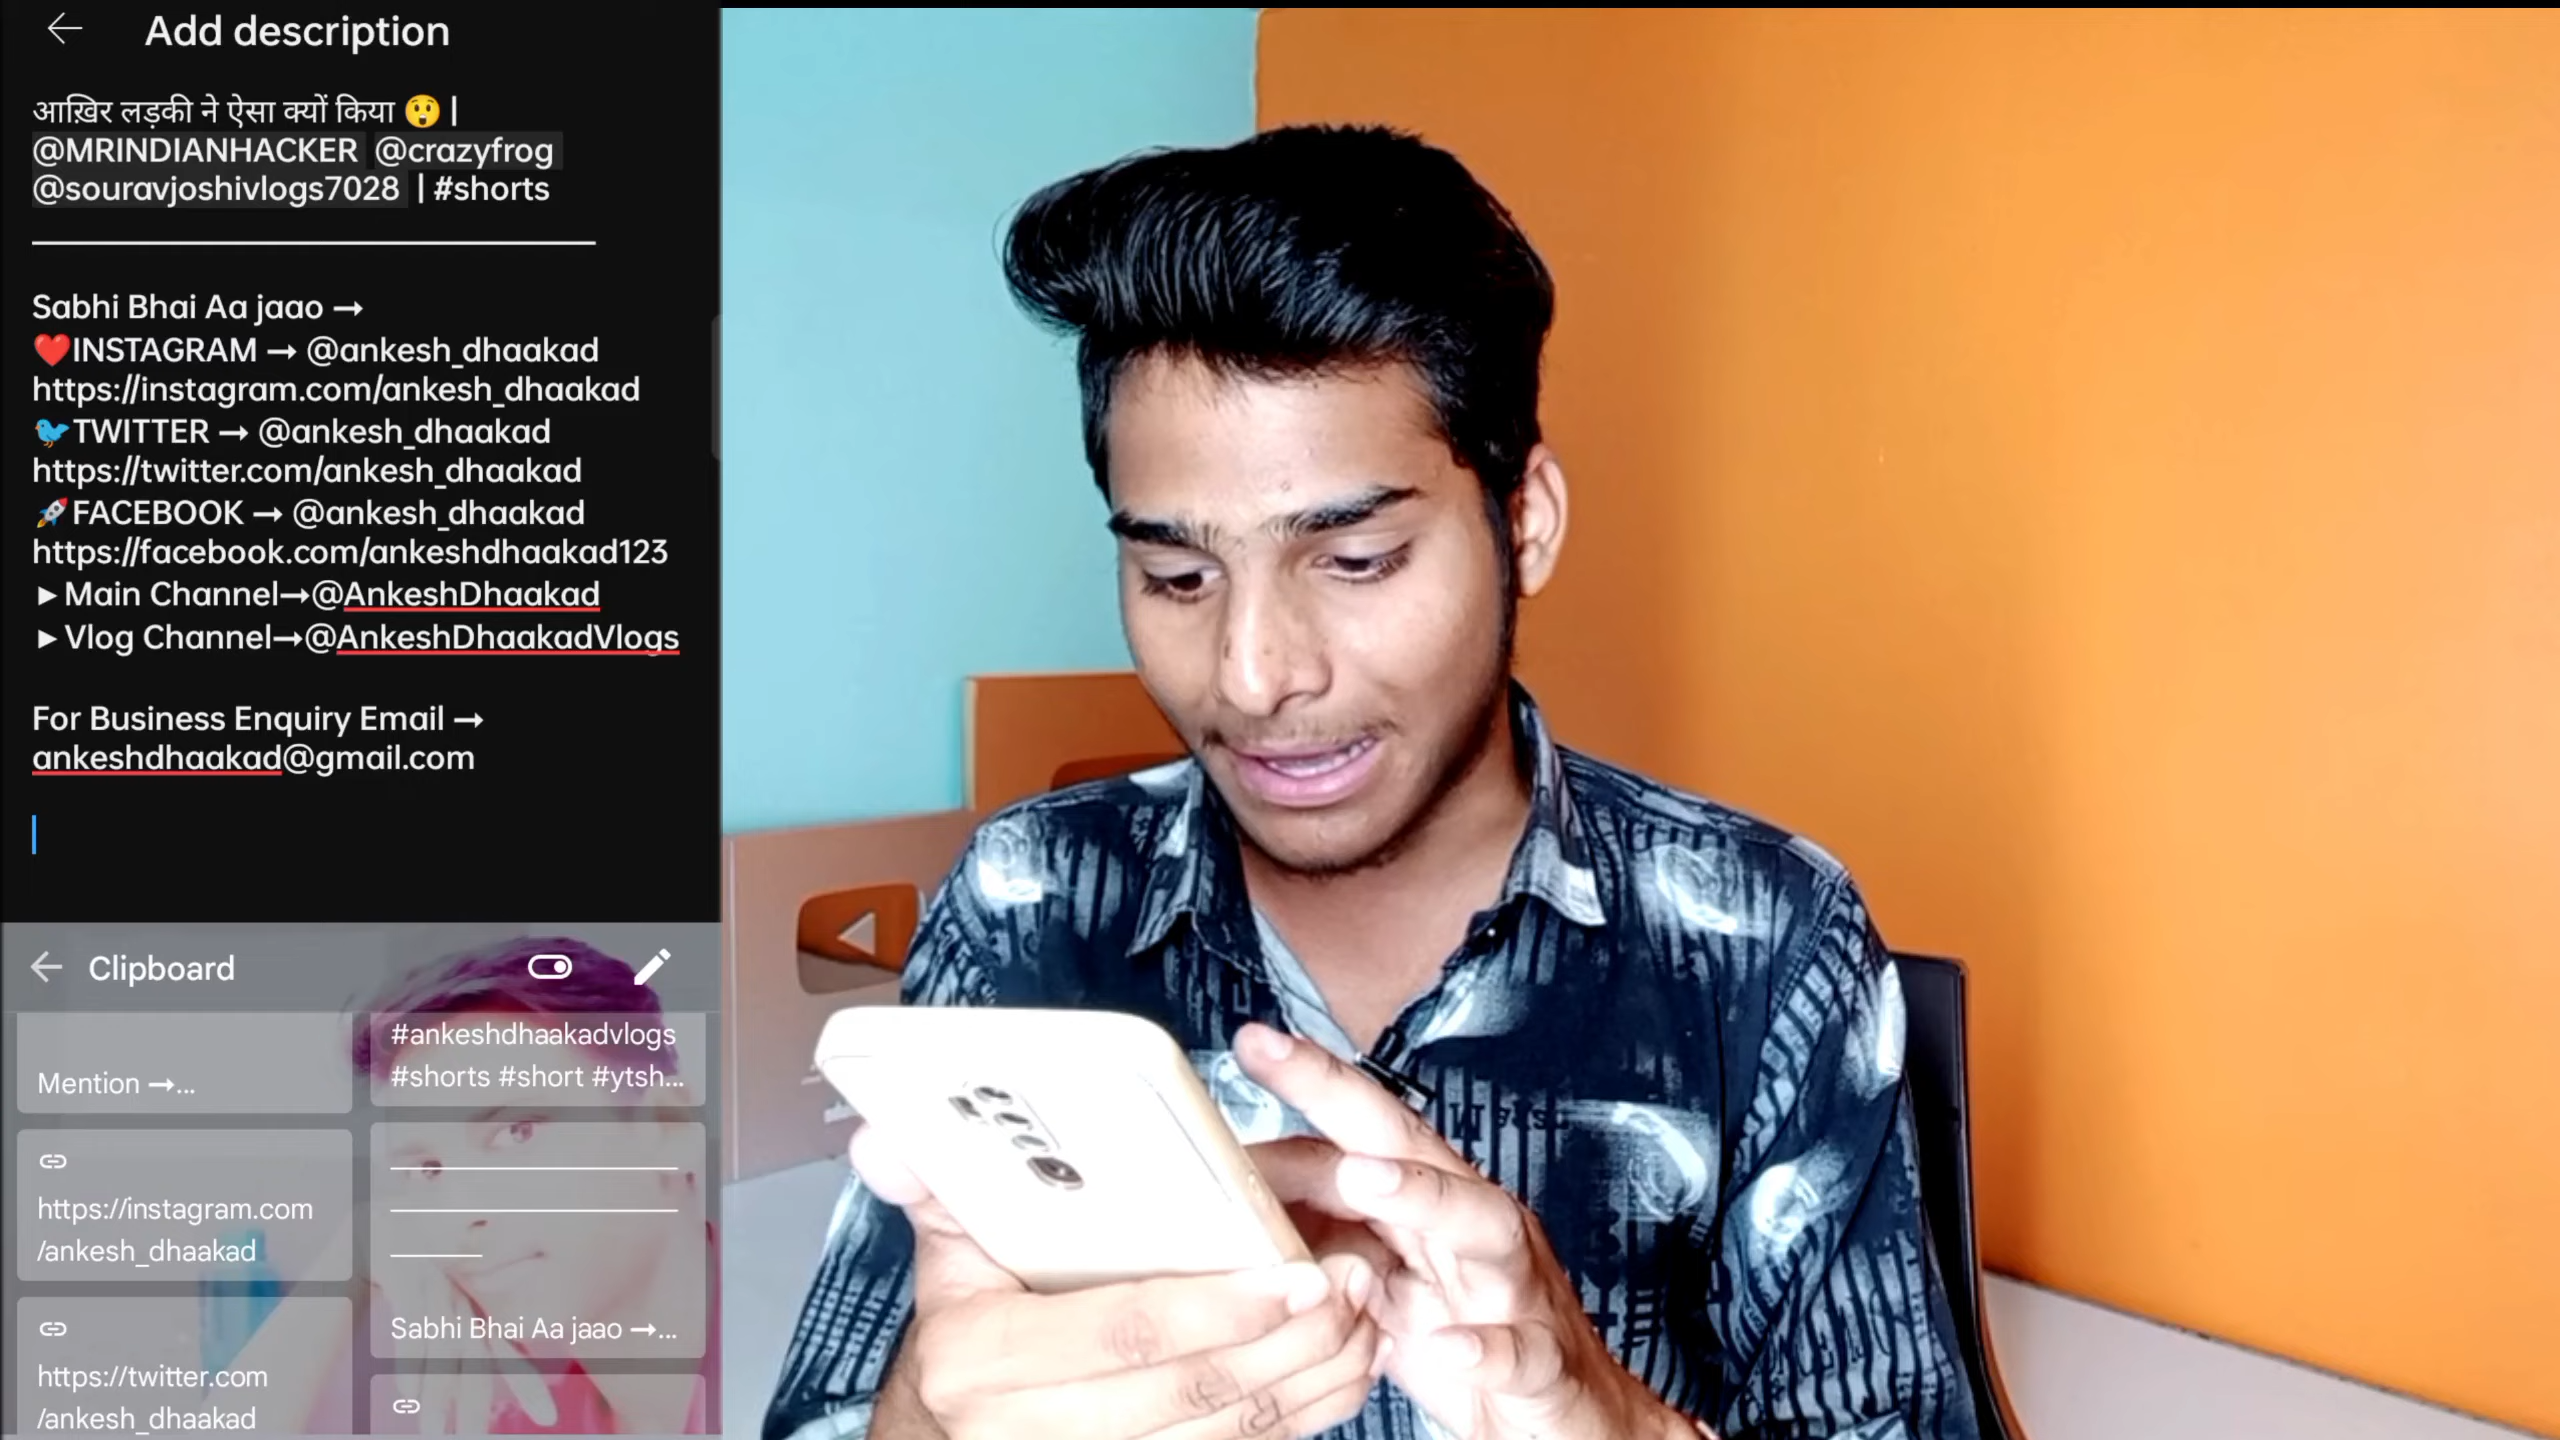 Add description
आख़िर लड़की ने ऐसा क्यों किया 😲 |
@MRINDIANHACKER @crazyfrog
@souravjoshivlogs7028 | #shorts
Sabhi Bhai Aa jaao →
❤️INSTAGRAM → @ankesh_dhaakad
https://instagram.com/ankesh_dhaakad
🐦TWITTER → @ankesh_dhaakad
https://twitter.com/ankesh_dhaakad
🚀FACEBOOK → @ankesh_dhaakad
https://facebook.com/ankeshdhaakad123
►Main Channel→@AnkeshDhaakad
►Vlog Channel→@AnkeshDhaakadVlogs
For Business Enquiry Email →
ankeshdhaakad@gmail.com
Clipboard
Mention →...
https://instagram.com
/ankesh_dhaakad
https://twitter.com
/ankesh_dhaakad
#ankeshdhaakadvlogs
#shorts #short #ytsh...
Sabhi Bhai Aa jaao →...